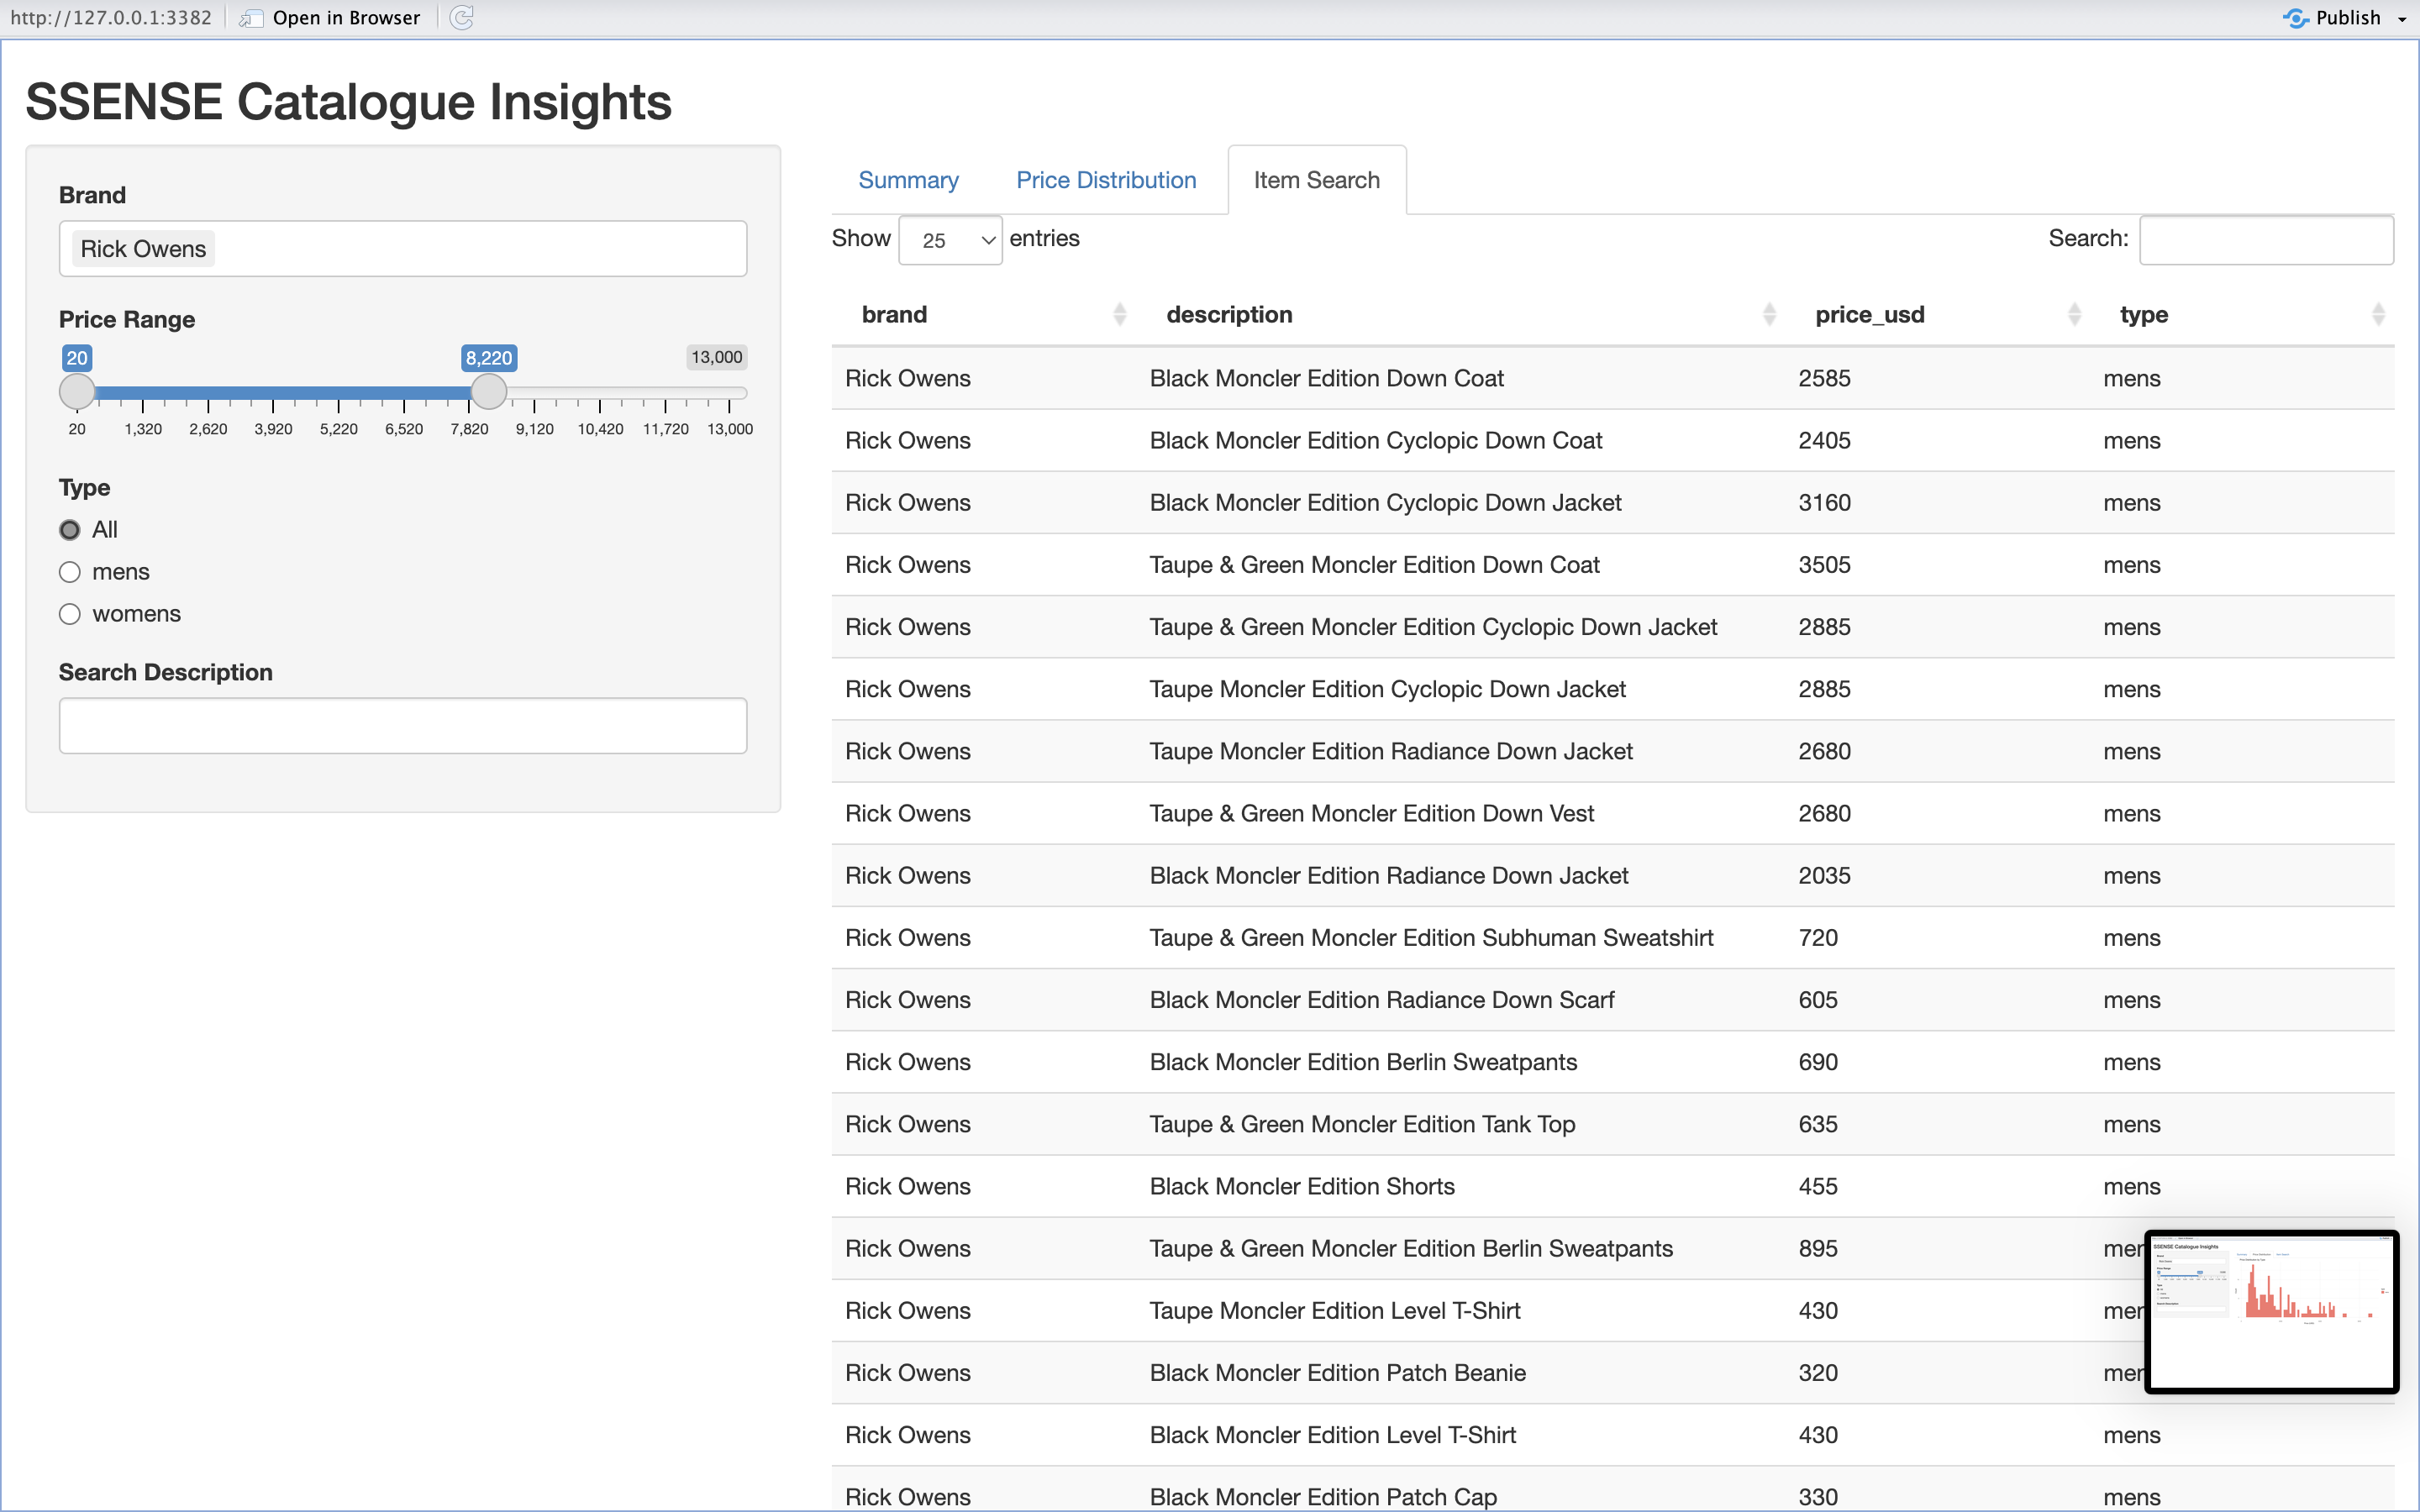 http://127.0.0.1:3382 Open in Browser Publish
SSENSE Catalogue Insights
Brand
Rick Owens
Price Range
20 8,220 13,000
20 1,320 2,620 3,920 5,220 6,520 7,820 9,120 10,420 11,720 13,000
Type
All
mens
womens
Search Description
Summary Price Distribution Item Search
Show 25 entries Search:
brand description price_usd type
Rick Owens Black Moncler Edition Down Coat 2585 mens
Rick Owens Black Moncler Edition Cyclopic Down Coat 2405 mens
Rick Owens Black Moncler Edition Cyclopic Down Jacket 3160 mens
Rick Owens Taupe & Green Moncler Edition Down Coat 3505 mens
Rick Owens Taupe & Green Moncler Edition Cyclopic Down Jacket 2885 mens
Rick Owens Taupe Moncler Edition Cyclopic Down Jacket 2885 mens
Rick Owens Taupe Moncler Edition Radiance Down Jacket 2680 mens
Rick Owens Taupe & Green Moncler Edition Down Vest 2680 mens
Rick Owens Black Moncler Edition Radiance Down Jacket 2035 mens
Rick Owens Taupe & Green Moncler Edition Subhuman Sweatshirt 720 mens
Rick Owens Black Moncler Edition Radiance Down Scarf 605 mens
Rick Owens Black Moncler Edition Berlin Sweatpants 690 mens
Rick Owens Taupe & Green Moncler Edition Tank Top 635 mens
Rick Owens Black Moncler Edition Shorts 455 mens
Rick Owens Taupe & Green Moncler Edition Berlin Sweatpants 895 mer
Rick Owens Taupe Moncler Edition Level T-Shirt 430 mer
Rick Owens Black Moncler Edition Patch Beanie 320 mer
Rick Owens Black Moncler Edition Level T-Shirt 430 mens
Rick Owens Black Moncler Edition Patch Cap 330 mens
SSENSE Catalogue Insights